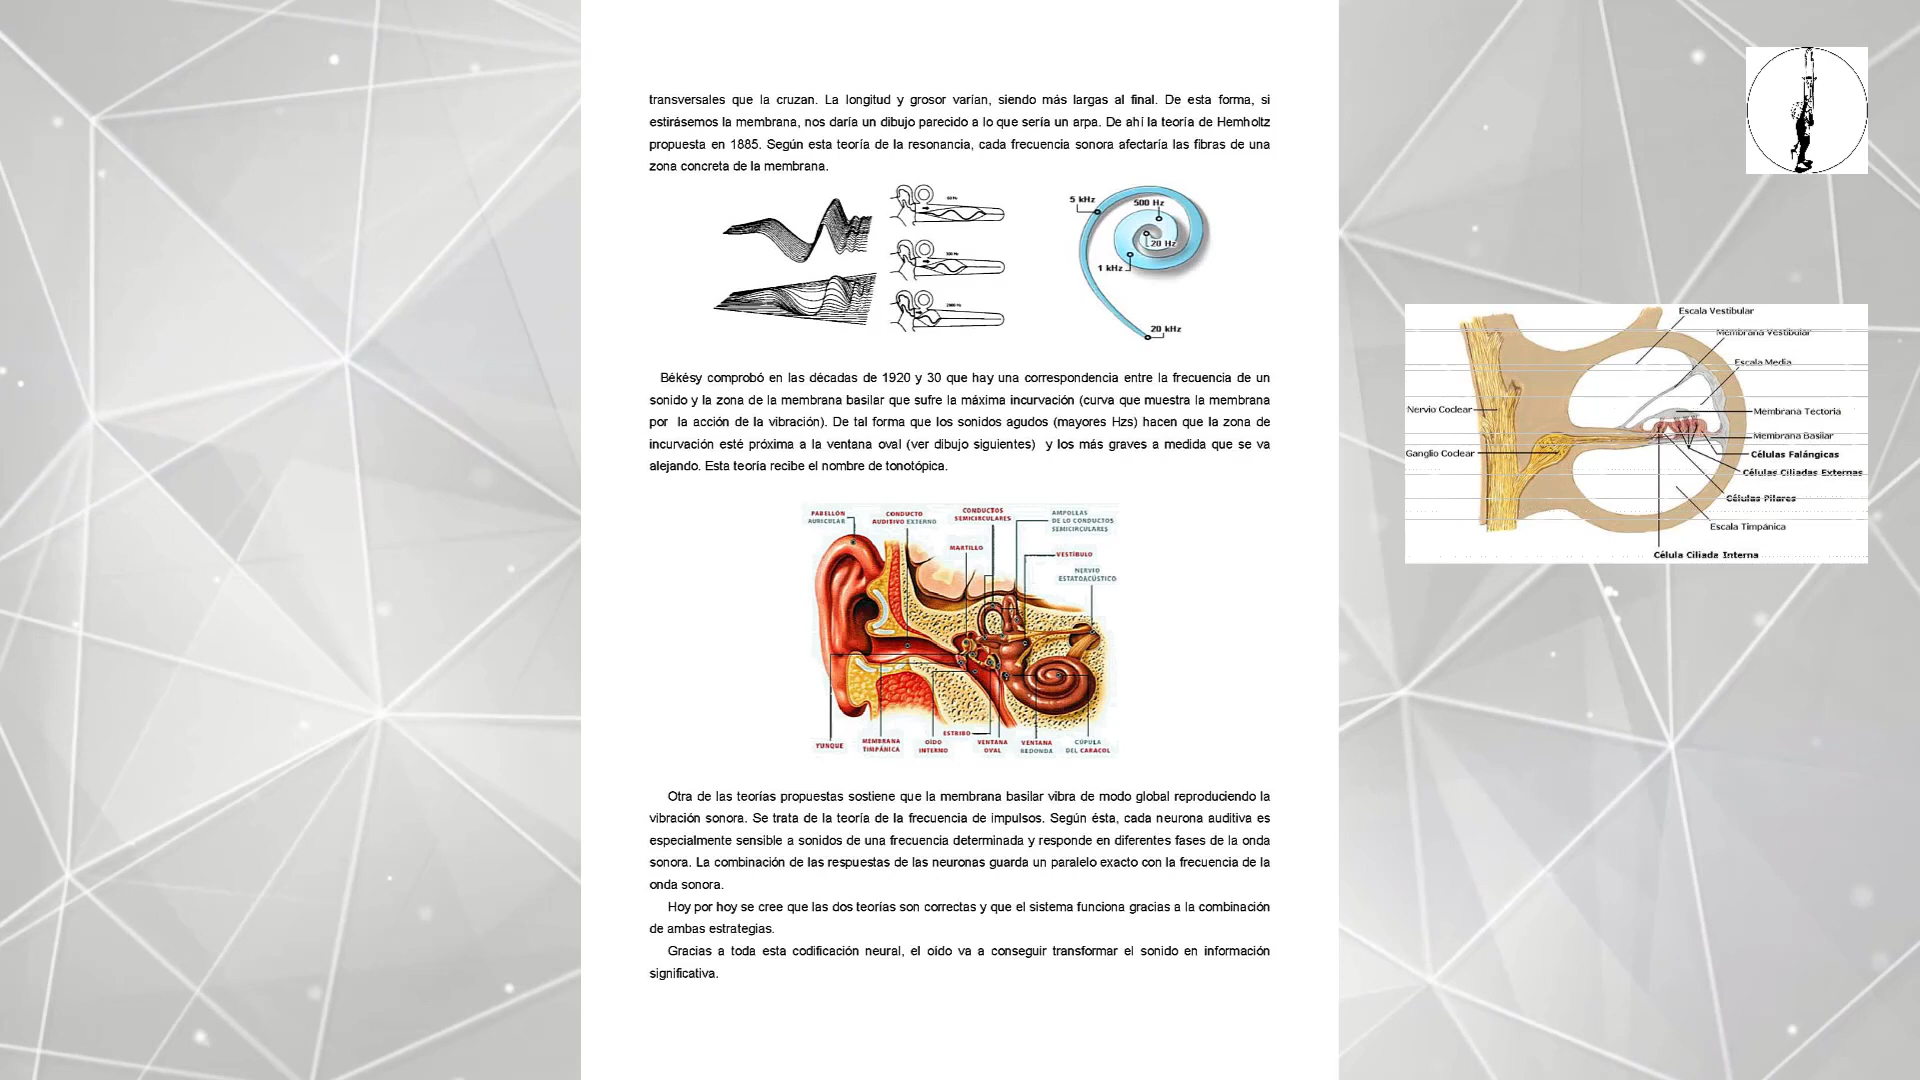 transversales que la cruzan. La longitud y grosor varían, siendo más largas al final. De esta forma, si
estirásemos la membrana, nos daría un dibujo parecido a lo que sería un arpa. De ahí la teoría de Hemholtz
propuesta en 1885. Según esta teoría de la resonancia, cada frecuencia sonora afectaría las fibras de una
zona concreta de la membrana.
5 kHz
500 Hz
20 Hz
1 kHz
20 kHz
Békésy comprobó en las décadas de 1920 y 30 que hay una correspondencia entre la frecuencia de un
sonido y la zona de la membrana basilar que sufre la máxima incurvación (curva que muestra la membrana
por la acción de la vibración). De tal forma que los sonidos agudos (mayores Hzs) hacen que la zona de
incurvación esté próxima a la ventana oval (ver dibujo siguientes) y los más graves a medida que se va
alejando. Esta teoría recibe el nombre de tonotópica.
PABELLÓN
AURICULAR
CONDUCTO
AUDITIVO EXTERNO
CONDUCTOS
SEMICIRCULARES
AMPOLLAS
DE LO CONDUCTOS
SEMICIRCULARES
MARTILLO
VESTÍBULO
NERVIO
ESTATOACÚSTICO
YUNQUE
MEMBRANA
TIMPÁNICA
OÍDO
INTERNO
ESTRIBO
VENTANA
OVAL
VENTANA
REDONDA
CÚPULA
DEL CARACOL
Otra de las teorías propuestas sostiene que la membrana basilar vibra de modo global reproduciendo la
vibración sonora. Se trata de la teoría de la frecuencia de impulsos. Según ésta, cada neurona auditiva es
especialmente sensible a sonidos de una frecuencia determinada y responde en diferentes fases de la onda
sonora. La combinación de las respuestas de las neuronas guarda un paralelo exacto con la frecuencia de la
onda sonora.
Hoy por hoy se cree que las dos teorías son correctas y que el sistema funciona gracias a la combinación
de ambas estrategias.
Gracias a toda esta codificación neural, el oído va a conseguir transformar el sonido en información
significativa.
Escala Vestibular
Membrana Vestibular
Escala Media
Nervio Coclear
Membrana Tectoria
Membrana Basilar
Ganglio Coclear
Células Falángicas
Células Ciliadas Externas
Células Pilares
Escala Timpánica
Célula Ciliada Interna